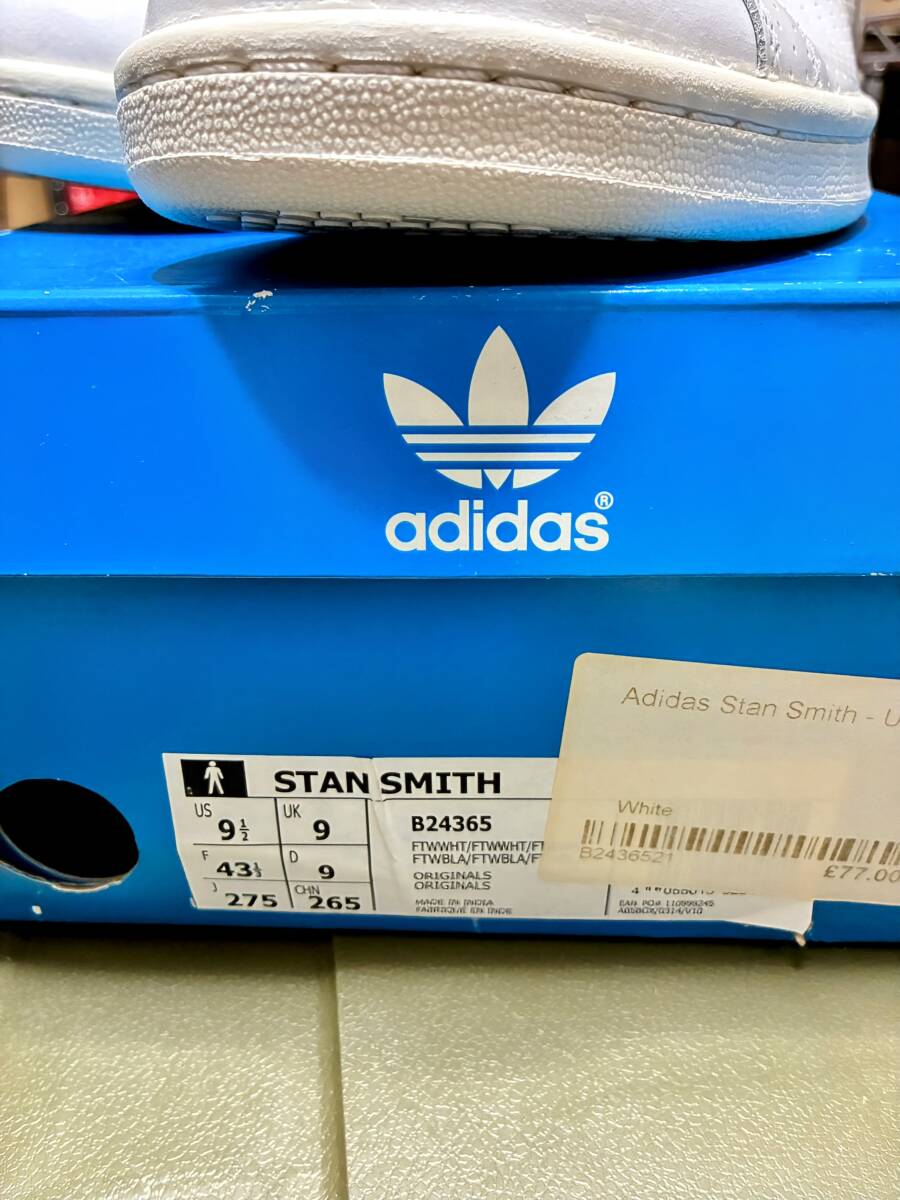 adidas®
STAN SMITH
US 9½
UK 9
F 43⅓
D 9
J 275
CHN 265
B24365
FTWWHT/FTWWHT/FT
FTWBLA/FTWBLA/F
ORIGINALS
ORIGINALS
MADE IN INDIA
FABRIQUE EN INDE
Adidas Stan Smith - U
White
B2436521
£77.00